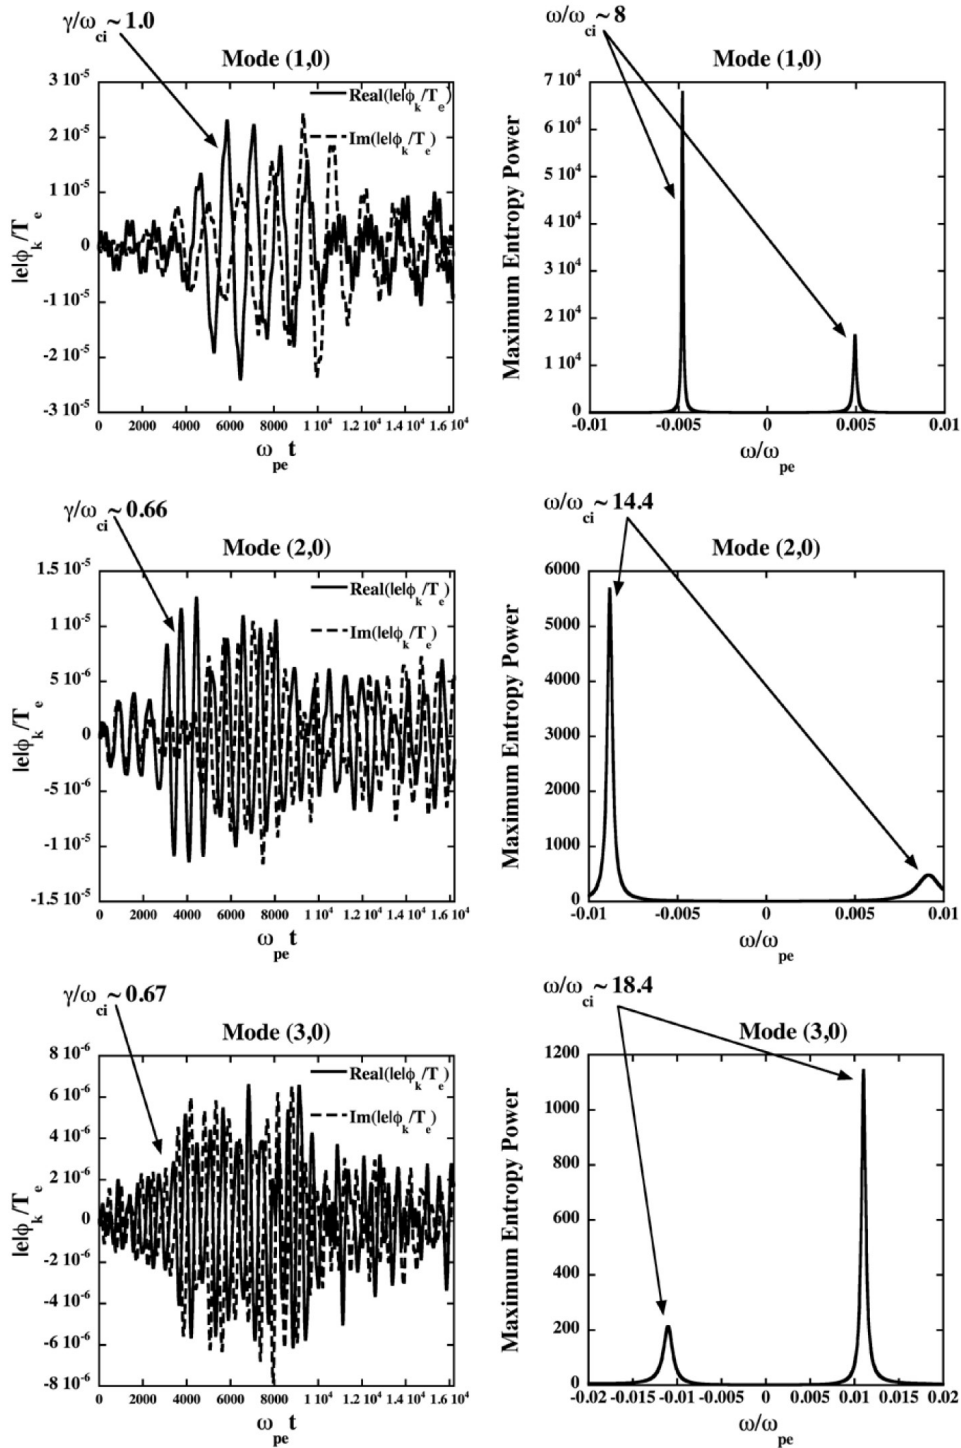 γ/ω_ci ~ 1.0
Mode (1,0)
3 10^-5
2 10^-5
1 10^-5
0
-1 10^-5
-2 10^-5
-3 10^-5
|e|ϕ_k/T_e
Real(|e|ϕ_k/T_e)
Im(|e|ϕ_k/T_e)
0 2000 4000 6000 8000 1 10^4 1.2 10^4 1.4 10^4 1.6 10^4
ω_pe t
ω/ω_ci ~ 8
Mode (1,0)
7 10^4
6 10^4
5 10^4
4 10^4
3 10^4
2 10^4
1 10^4
0
Maximum Entropy Power
-0.01 -0.005 0 0.005 0.01
ω/ω_pe
γ/ω_ci ~ 0.66
Mode (2,0)
1.5 10^-5
1 10^-5
5 10^-6
0
-5 10^-6
-1 10^-5
-1.5 10^-5
|e|ϕ_k/T_e
Real(|e|ϕ_k/T_e)
Im(|e|ϕ_k/T_e)
0 2000 4000 6000 8000 1 10^4 1.2 10^4 1.4 10^4 1.6 10^4
ω_pe t
ω/ω_ci ~ 14.4
Mode (2,0)
6000
5000
4000
3000
2000
1000
0
Maximum Entropy Power
-0.01 -0.005 0 0.005 0.01
ω/ω_pe
γ/ω_ci ~ 0.67
Mode (3,0)
8 10^-6
6 10^-6
4 10^-6
2 10^-6
0
-2 10^-6
-4 10^-6
-6 10^-6
-8 10^-6
|e|ϕ_k/T_e
Real(|e|ϕ_k/T_e)
Im(|e|ϕ_k/T_e)
0 2000 4000 6000 8000 1 10^4 1.2 10^4 1.4 10^4 1.6 10^4
ω_pe t
ω/ω_ci ~ 18.4
Mode (3,0)
1200
1000
800
600
400
200
0
Maximum Entropy Power
-0.02 -0.015 -0.01 -0.005 0 0.005 0.01 0.015 0.02
ω/ω_pe